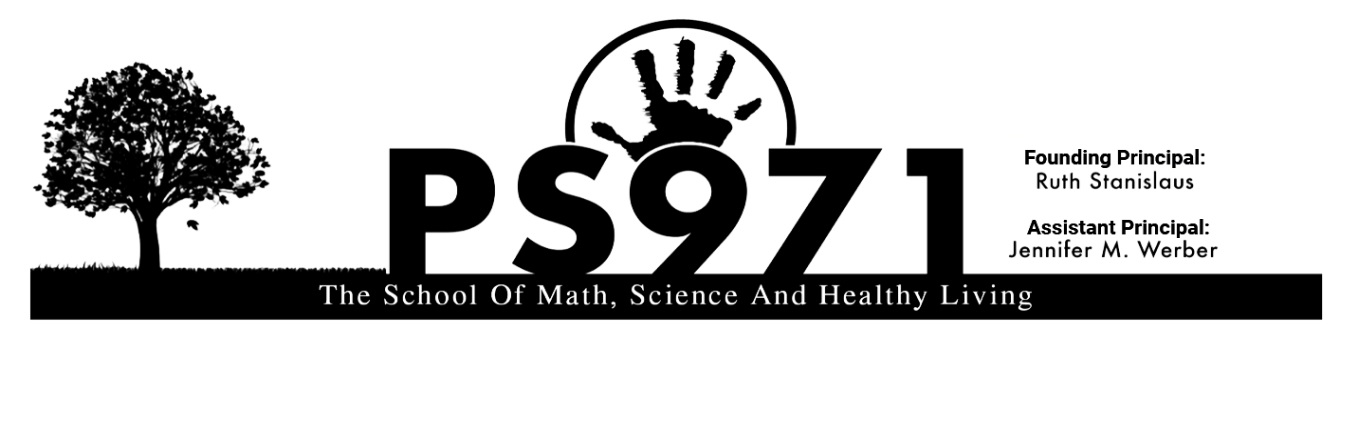 PS971
Founding Principal:
Ruth Stanislaus
Assistant Principal:
Jennifer M. Werber
The School Of Math, Science And Healthy Living